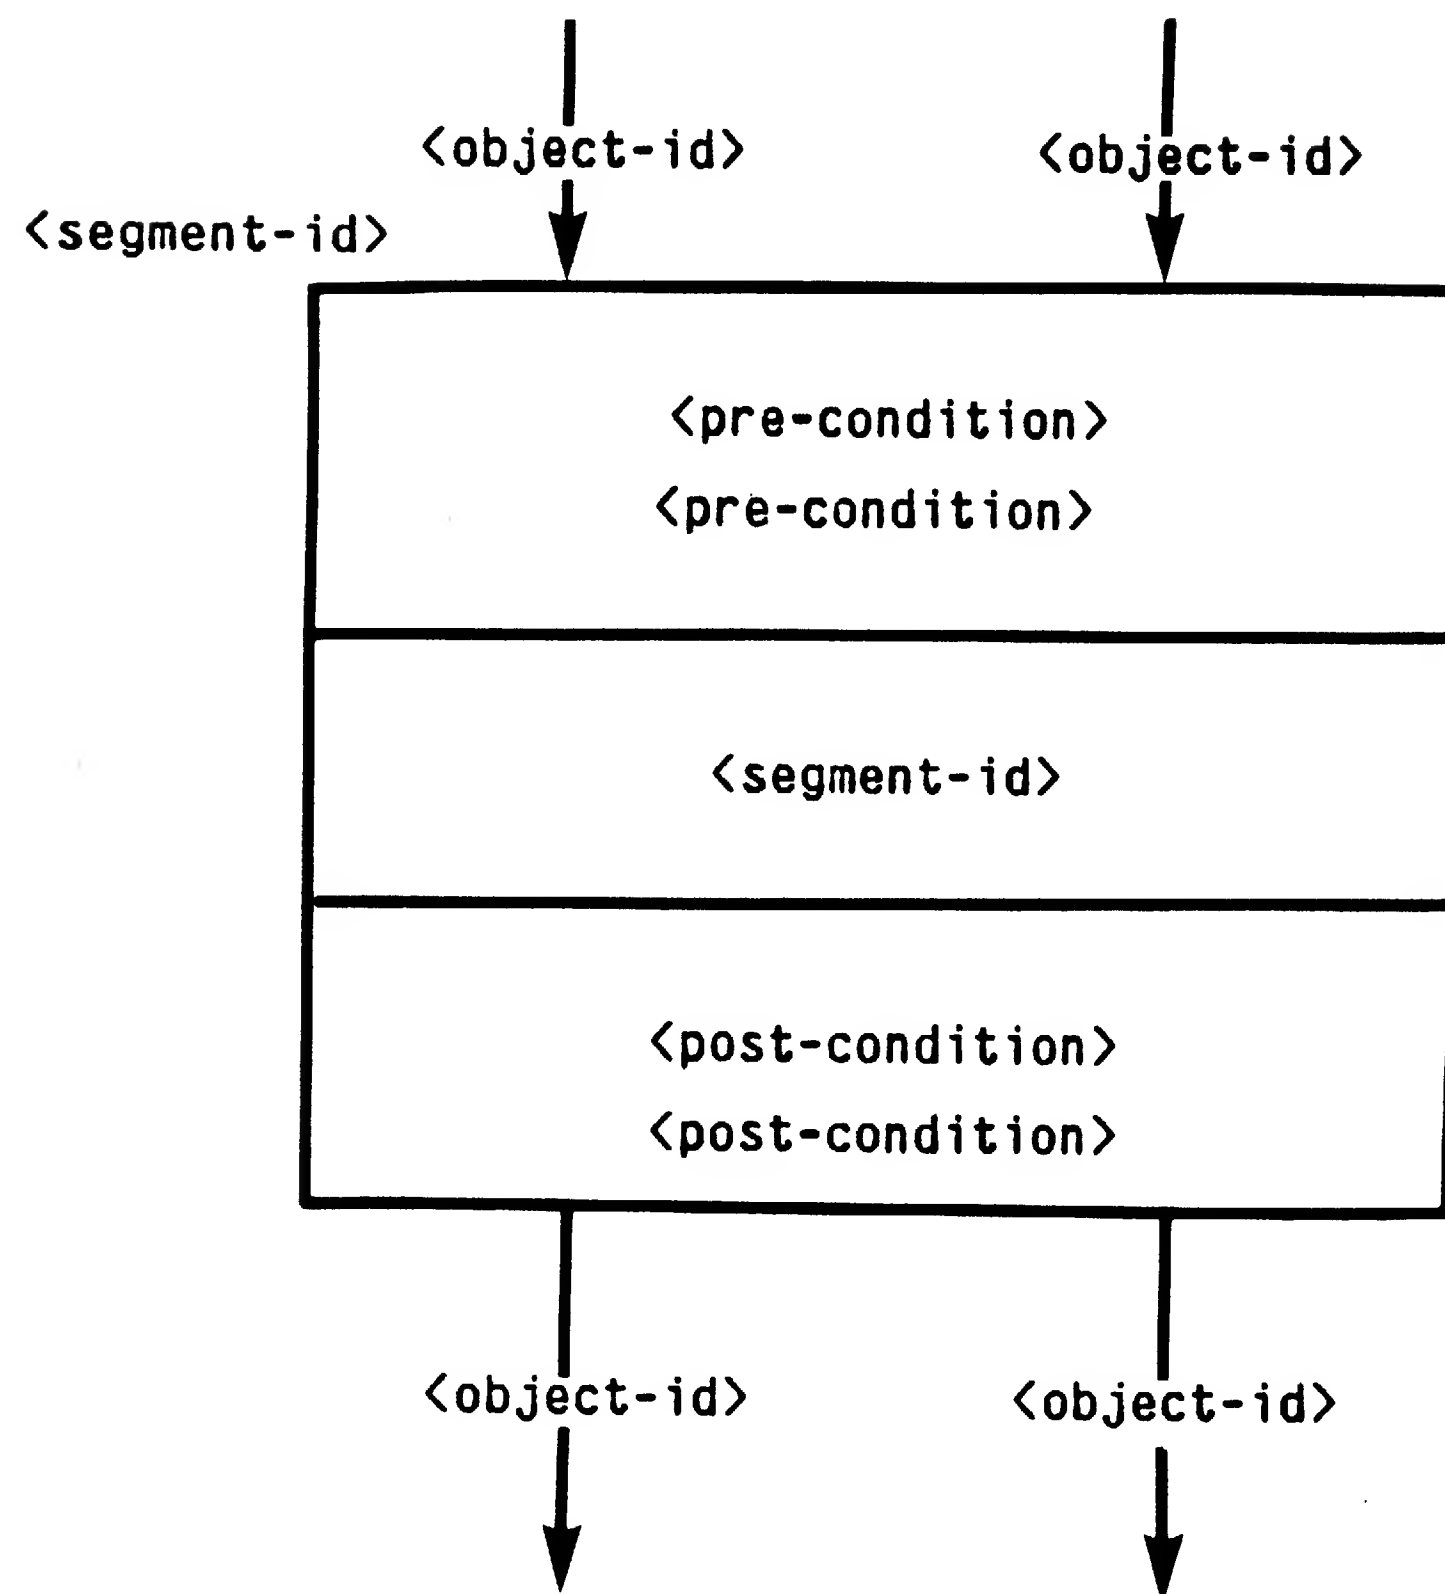 <object-id> <object-id>
<segment-id>
<pre-condition>
<pre-condition>
<segment-id>
<post-condition>
<post-condition>
<object-id> <object-id>